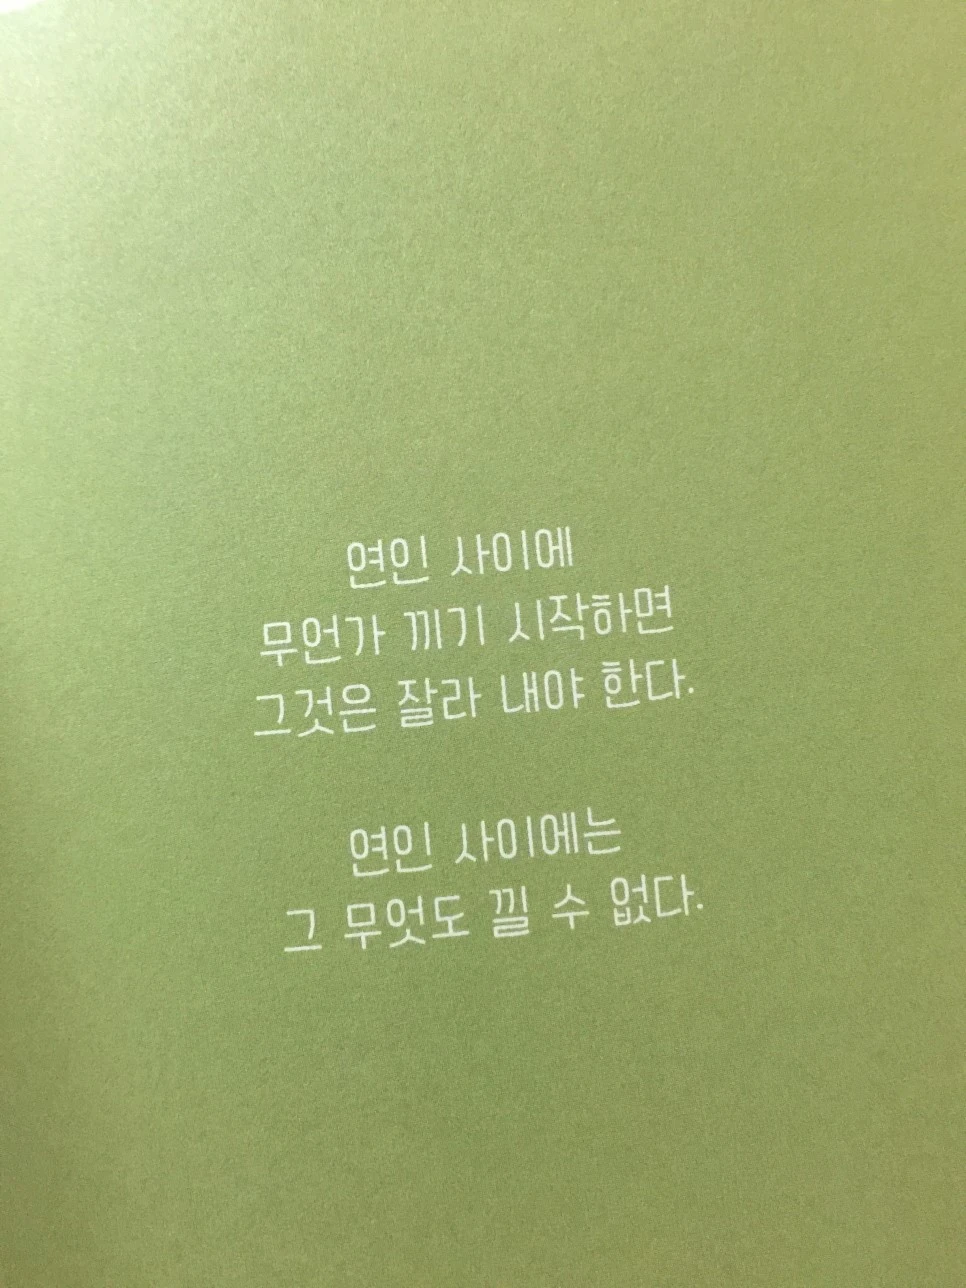 연인 사이에
무언가 끼기 시작하면
그것은 잘라 내야 한다.
연인 사이에는
그 무엇도 낄 수 없다.